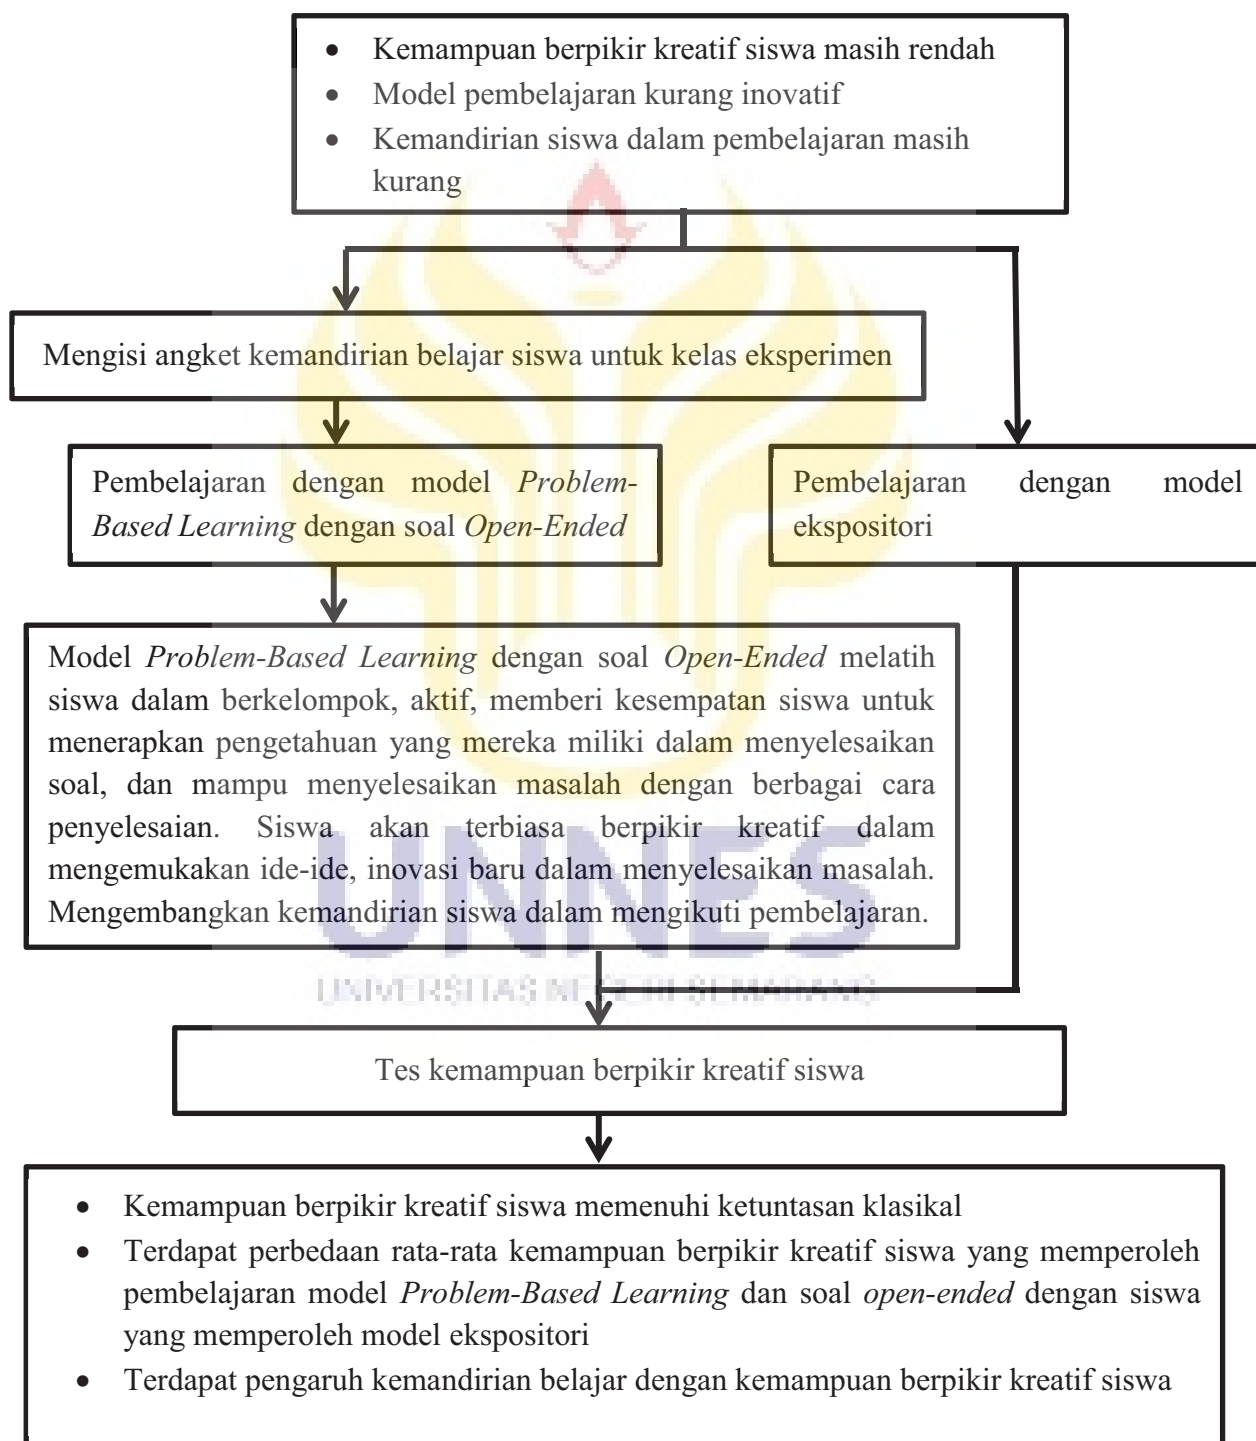 • Kemampuan berpikir kreatif siswa masih rendah
• Model pembelajaran kurang inovatif
• Kemandirian siswa dalam pembelajaran masih
kurang
Mengisi angket kemandirian belajar siswa untuk kelas eksperimen
Pembelajaran dengan model Problem-
Based Learning dengan soal Open-Ended
Pembelajaran dengan model
ekspositori
Model Problem-Based Learning dengan soal Open-Ended melatih
siswa dalam berkelompok, aktif, memberi kesempatan siswa untuk
menerapkan pengetahuan yang mereka miliki dalam menyelesaikan
soal, dan mampu menyelesaikan masalah dengan berbagai cara
penyelesaian. Siswa akan terbiasa berpikir kreatif dalam
mengemukakan ide-ide, inovasi baru dalam menyelesaikan masalah.
Mengembangkan kemandirian siswa dalam mengikuti pembelajaran.
UNNES
UNIVERSITAS NEGERI SEMARANG
Tes kemampuan berpikir kreatif siswa
• Kemampuan berpikir kreatif siswa memenuhi ketuntasan klasikal
• Terdapat perbedaan rata-rata kemampuan berpikir kreatif siswa yang memperoleh
pembelajaran model Problem-Based Learning dan soal open-ended dengan siswa
yang memperoleh model ekspositori
• Terdapat pengaruh kemandirian belajar dengan kemampuan berpikir kreatif siswa